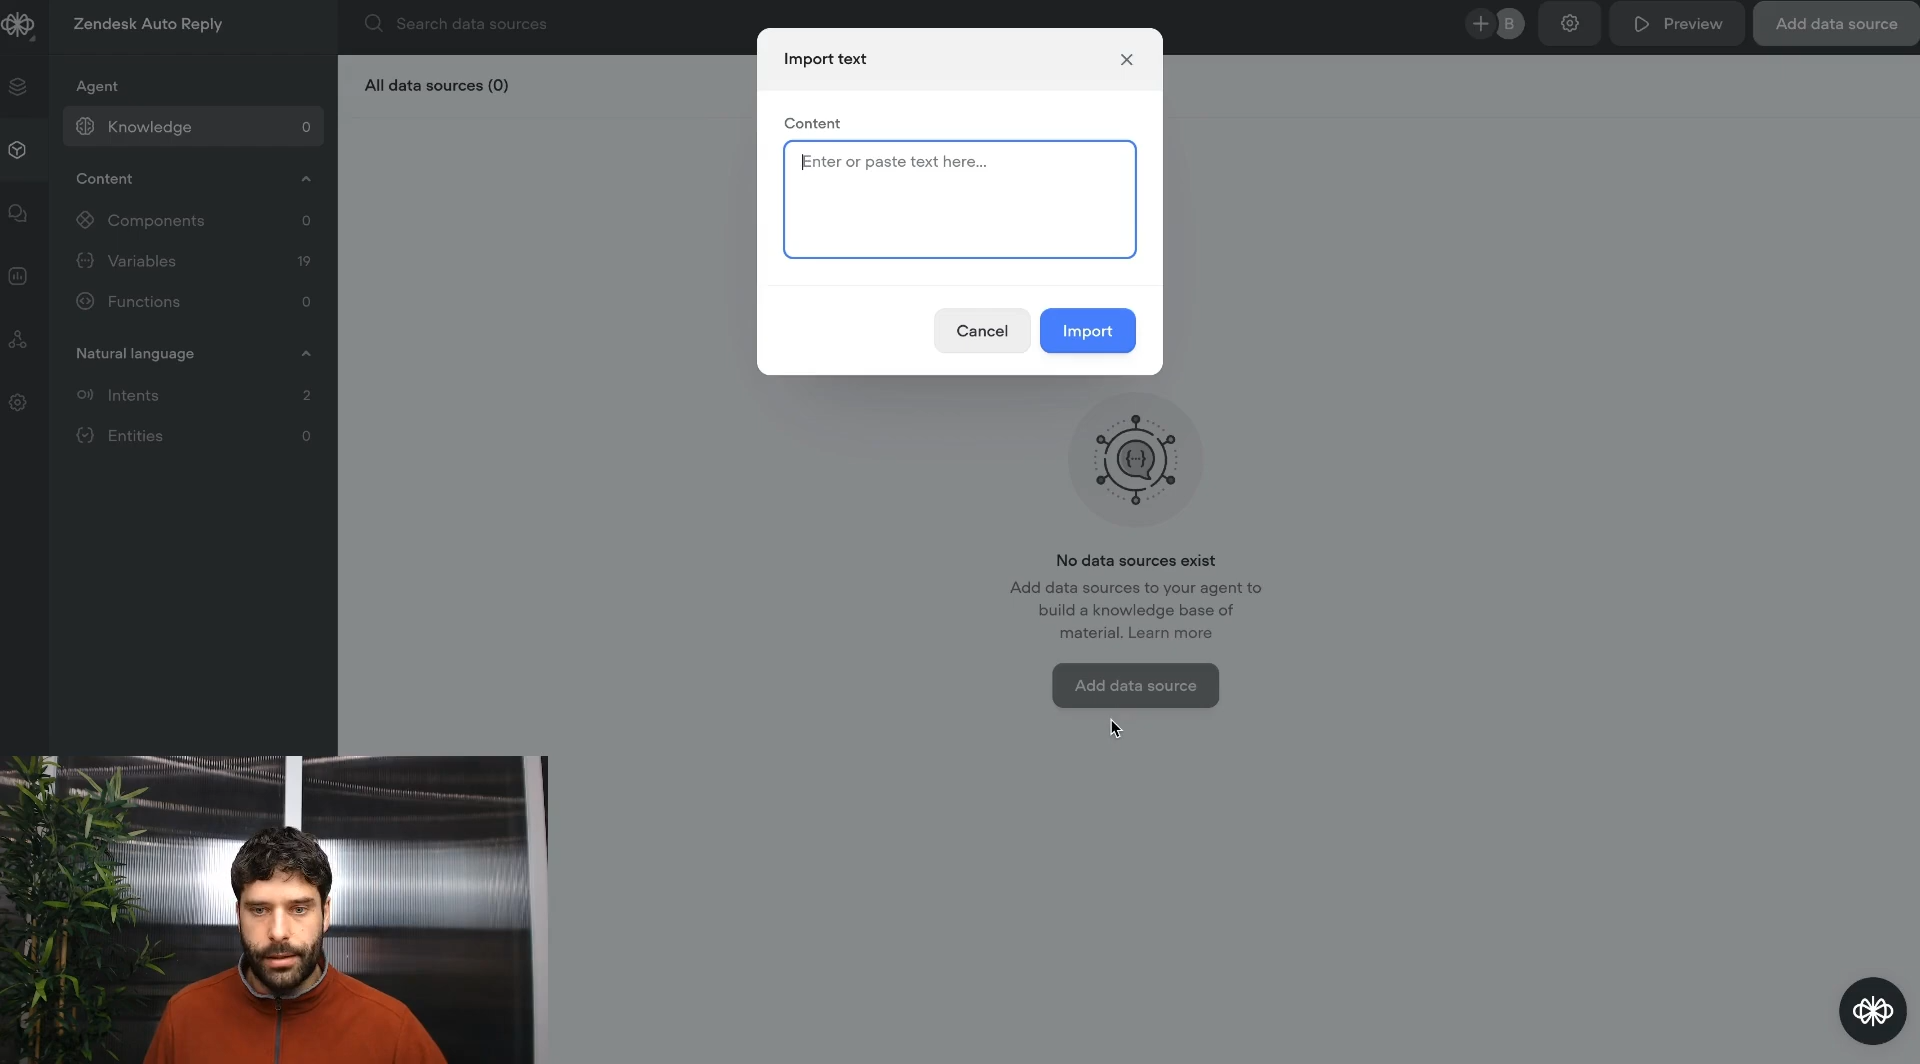 Zendesk Auto Reply
Search data sources
B
Preview
Add data source
Import text
Agent
All data sources (0)
Knowledge 0
Content
Enter or paste text here...
Content
Components 0
Variables 19
Functions 0
Cancel
Import
Natural language
Intents 2
Entities 0
No data sources exist
Add data sources to your agent to
build a knowledge base of
material. Learn more
Add data source